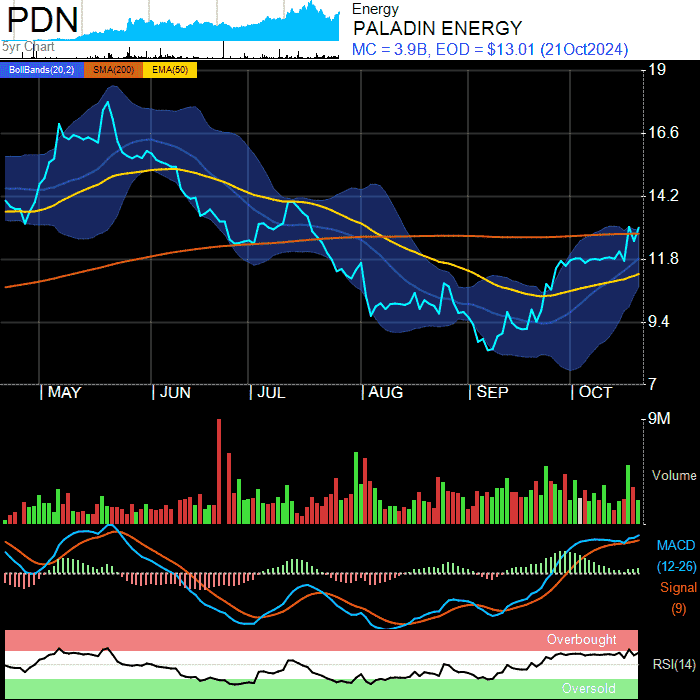 PDN
5yr Chart
Energy
PALADIN ENERGY
MC = 3.9B, EOD = $13.01 (21Oct2024)
BollBands(20,2) SMA(200) EMA(50)
19
16.6
14.2
11.8
9.4
7
MAY JUN JUL AUG SEP OCT
9M
Volume
MACD
(12-26)
Signal
(9)
Overbought
RSI(14)
Oversold